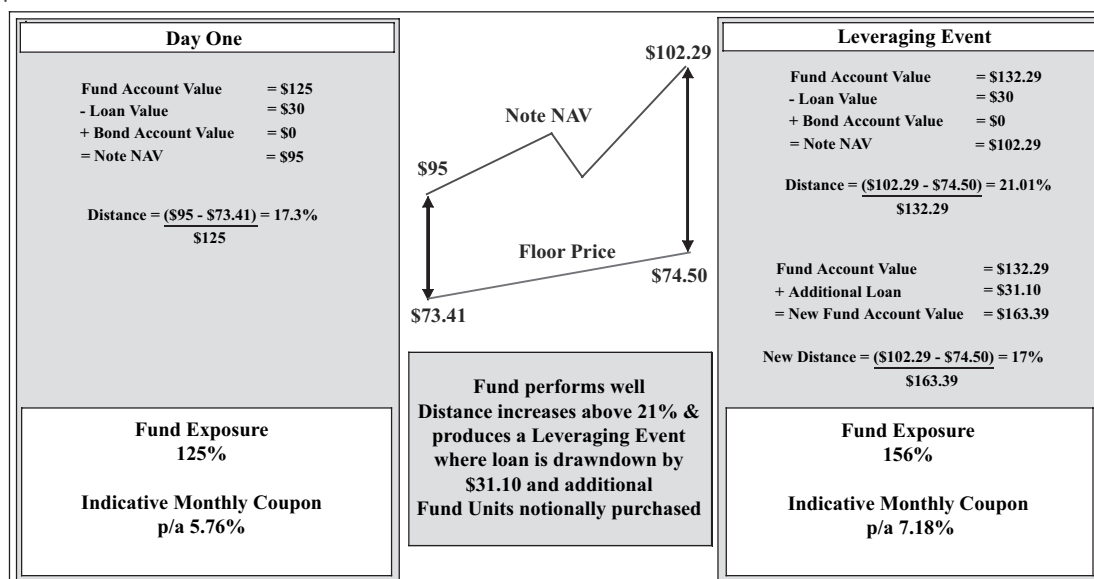 Day One
Fund Account Value = $125
- Loan Value = $30
+ Bond Account Value = $0
= Note NAV = $95
Distance = ($95 - $73.41) = 17.3%
$125
Fund Exposure
125%
Indicative Monthly Coupon
p/a 5.76%
$102.29
Note NAV
$95
Floor Price
$74.50
$73.41
Fund performs well
Distance increases above 21% &
produces a Leveraging Event
where loan is drawndown by
$31.10 and additional
Fund Units notionally purchased
Leveraging Event
Fund Account Value = $132.29
- Loan Value = $30
+ Bond Account Value = $0
= Note NAV = $102.29
Distance = ($102.29 - $74.50) = 21.01%
$132.29
Fund Account Value = $132.29
+ Additional Loan = $31.10
= New Fund Account Value = $163.39
New Distance = ($102.29 - $74.50) = 17%
$163.39
Fund Exposure
156%
Indicative Monthly Coupon
p/a 7.18%